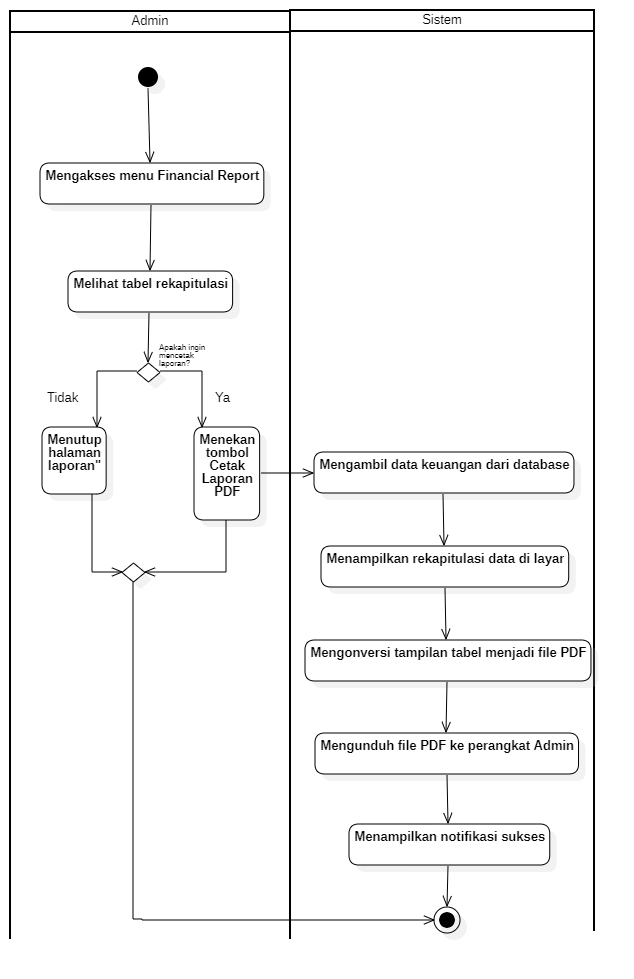 Admin
Sistem
Mengakses menu Financial Report
Melihat tabel rekapitulasi
Apakah ingin
mencetak
laporan?
Tidak
Ya
Menutup
halaman
laporan"
Menekan
tombol
Cetak
Laporan
PDF
Mengambil data keuangan dari database
Menampilkan rekapitulasi data di layar
Mengonversi tampilan tabel menjadi file PDF
Mengunduh file PDF ke perangkat Admin
Menampilkan notifikasi sukses